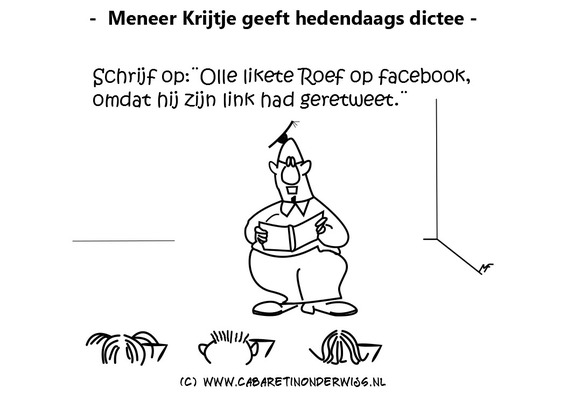 - Meneer Krijtje geeft hedendaags dictee -
Schrijf op:¨Olle likete Roef op facebook,
omdat hij zijn link had geretweet.¨
MF
(C) WWW.CABARETINONDERWIJS.NL